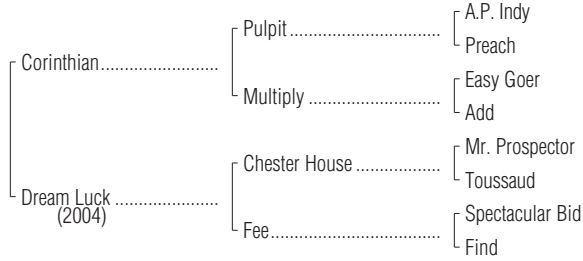 A.P. Indy
Pulpit
Preach
Corinthian
Easy Goer
Multiply
Add
Mr. Prospector
Chester House
Toussaud
Dream Luck
(2004)
Spectacular Bid
Fee
Find